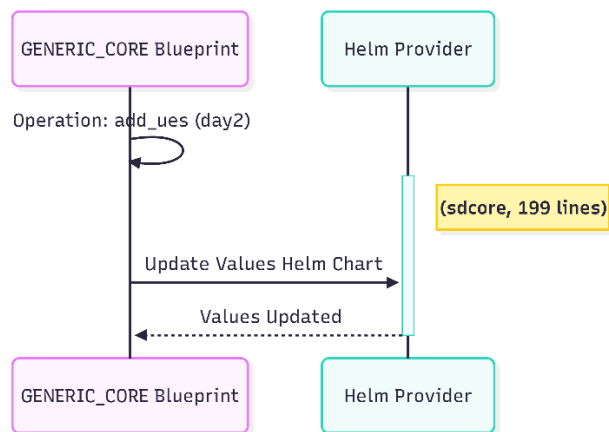 GENERIC_CORE Blueprint
Helm Provider
Operation: add_ues (day2)
(sdcore, 199 lines)
Update Values Helm Chart
Values Updated
GENERIC_CORE Blueprint
Helm Provider